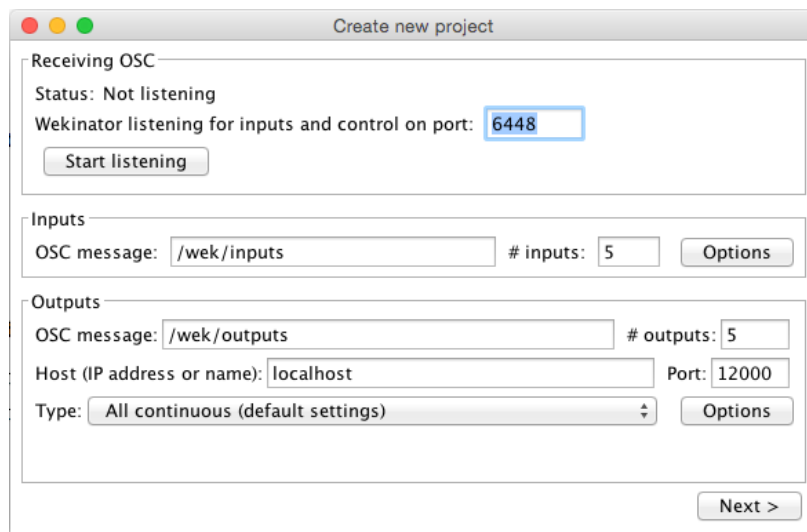 Create new project
Receiving OSC
Status: Not listening
Wekinator listening for inputs and control on port: 6448
Start listening
Inputs
OSC message: /wek/inputs # inputs: 5 Options
Outputs
OSC message: /wek/outputs # outputs: 5
Host (IP address or name): localhost Port: 12000
Type: All continuous (default settings) Options
Next >